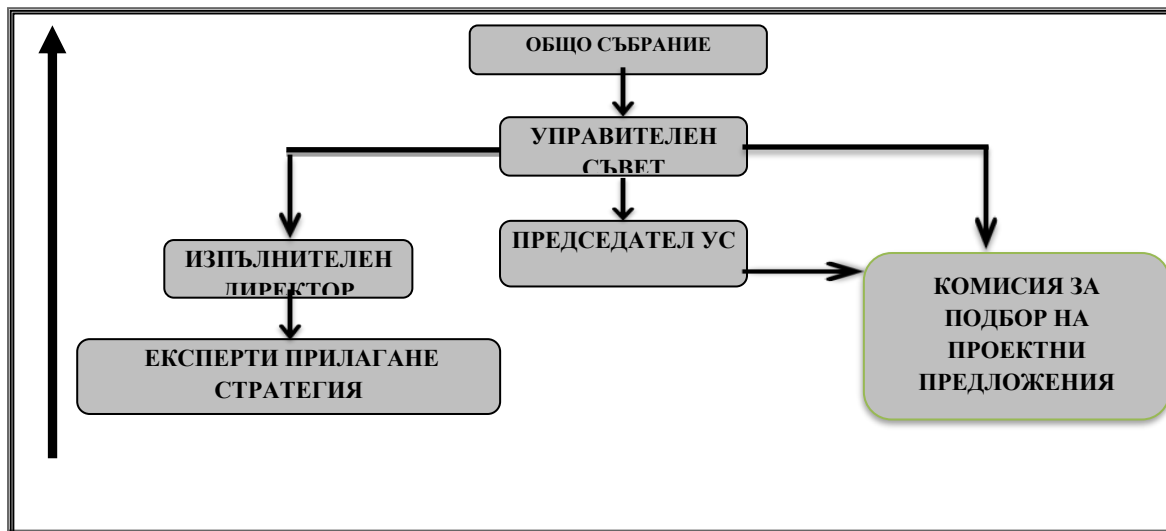 ОБЩО СЪБРАНИЕ
УПРАВИТЕЛЕН
СЪВЕТ
ПРЕДСЕДАТЕЛ УС
ИЗПЪЛНИТЕЛЕН
ДИРЕКТОР
КОМИСИЯ ЗА
ПОДБОР НА
ПРОЕКТНИ
ПРЕДЛОЖЕНИЯ
ЕКСПЕРТИ ПРИЛАГАНЕ
СТРАТЕГИЯ